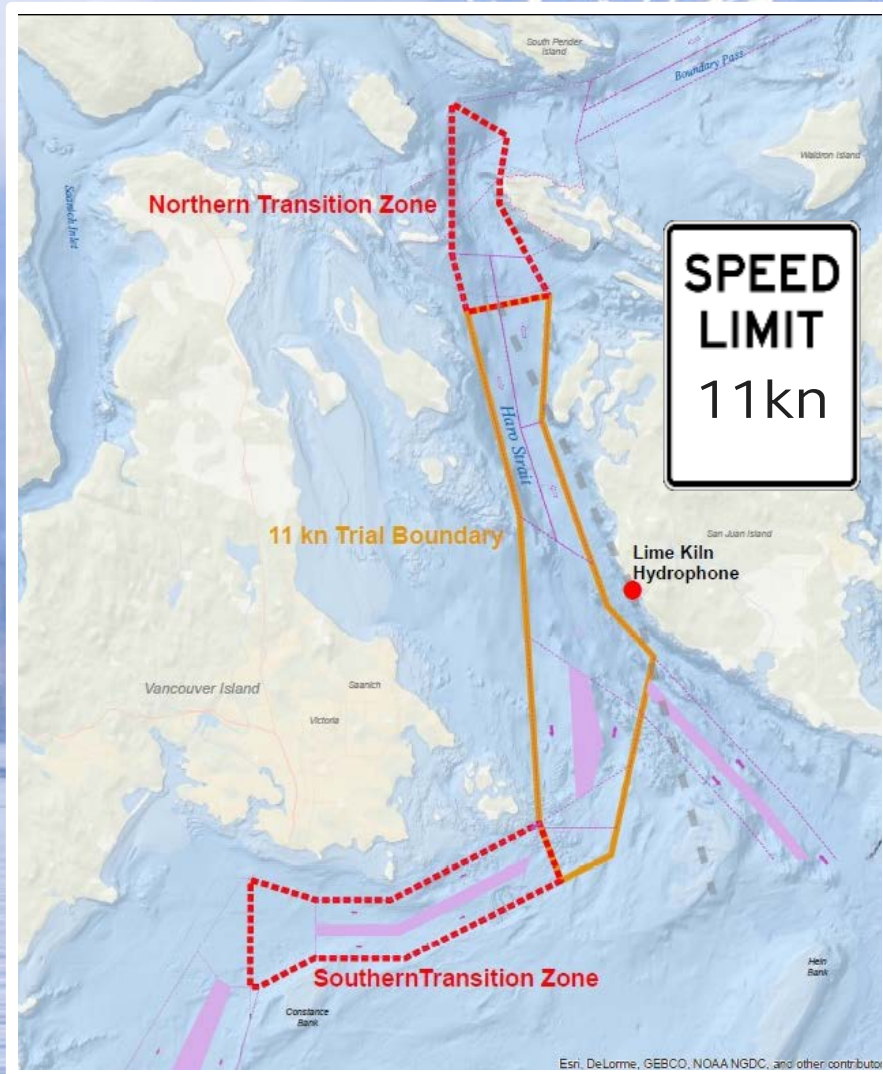 South Pender
Island
Boundary Pass
Waldron Island
Saanich Inlet
Northern Transition Zone
SPEED
LIMIT
11kn
Haro Strait
11 kn Trial Boundary
San Juan Island
Lime Kiln
Hydrophone
Vancouver Island
Saanich
Victoria
SouthernTransition Zone
Hein
Bank
Constance
Bank
Esri, DeLorme, GEBCO, NOAA NGDC, and other contributor